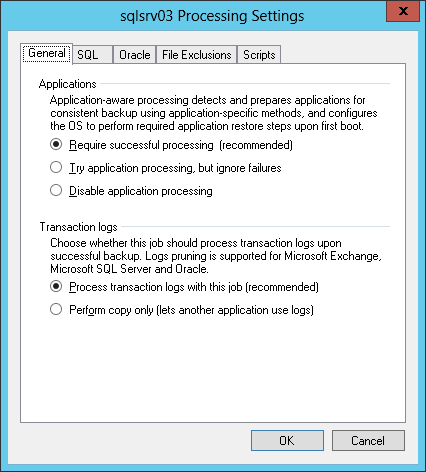 sqlsrv03 Processing Settings
x
General SQL Oracle File Exclusions Scripts
Applications
Application-aware processing detects and prepares applications for
consistent backup using application-specific methods, and configures
the OS to perform required application restore steps upon first boot.
Require successful processing (recommended)
Try application processing, but ignore failures
Disable application processing
Transaction logs
Choose whether this job should process transaction logs upon
successful backup. Logs pruning is supported for Microsoft Exchange,
Microsoft SQL Server and Oracle.
Process transaction logs with this job (recommended)
Perform copy only (lets another application use logs)
OK Cancel